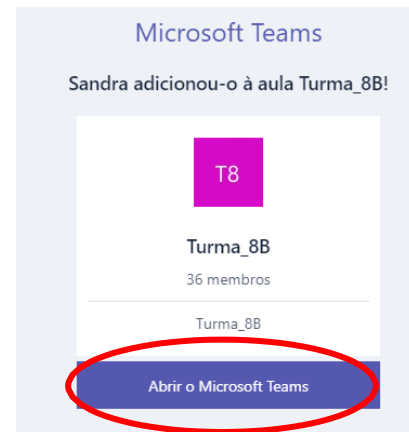 Microsoft Teams
Sandra adicionou-o à aula Turma_8B!
T8
Turma_8B
36 membros
Turma_8B
Abrir o Microsoft Teams